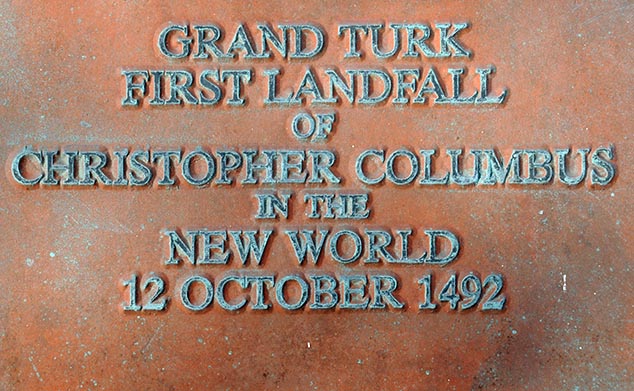 GRAND TURK
FIRST LANDFALL
OF
CHRISTOPHER COLUMBUS
IN THE
NEW WORLD
12 OCTOBER 1492